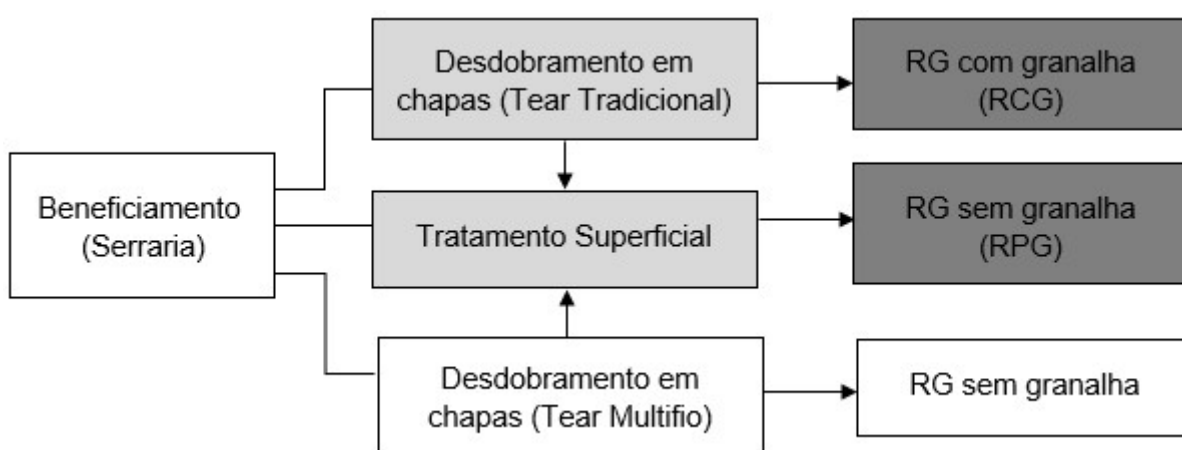 Beneficiamento
(Serraria)
Desdobramento em
chapas (Tear Tradicional)
RG com granalha
(RCG)
Tratamento Superficial
RG sem granalha
(RPG)
Desdobramento em
chapas (Tear Multifio)
RG sem granalha